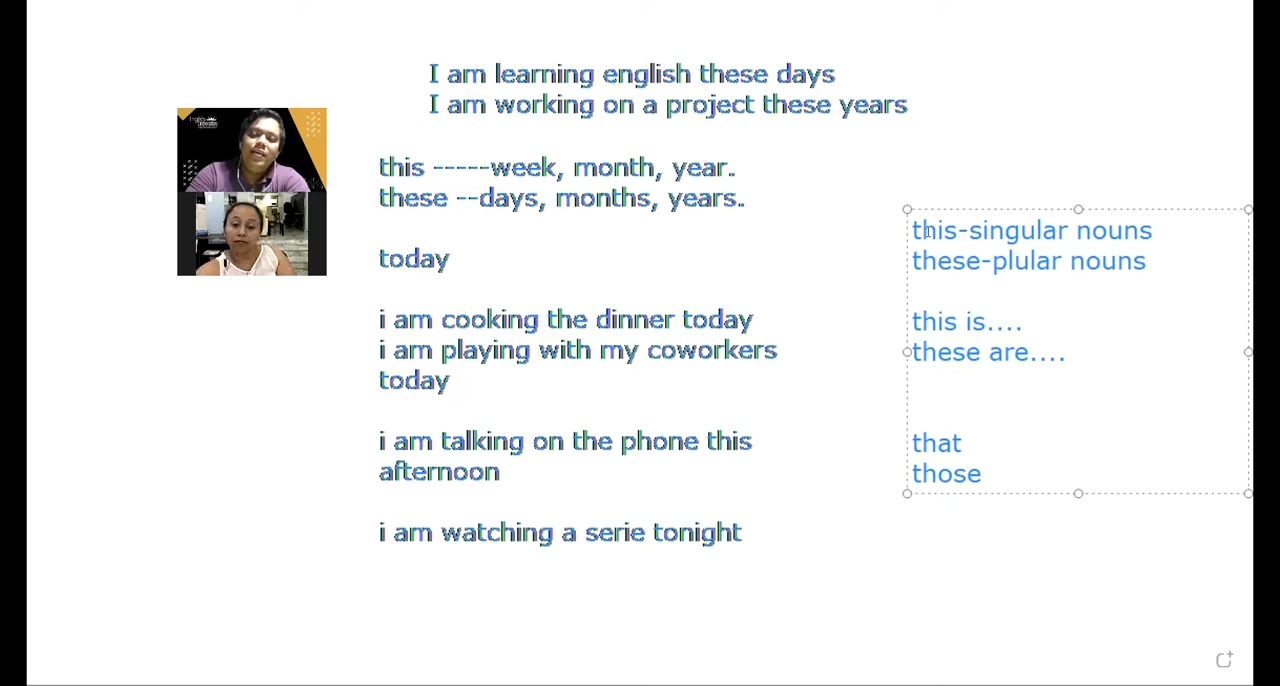 I am learning english these days
I am working on a project these years
this -----week, month, year.
these --days, months, years.
today
i am cooking the dinner today
i am playing with my coworkers
today
i am talking on the phone this
afternoon
i am watching a serie tonight
this-singular nouns
these-plular nouns
this is....
these are....
that
those